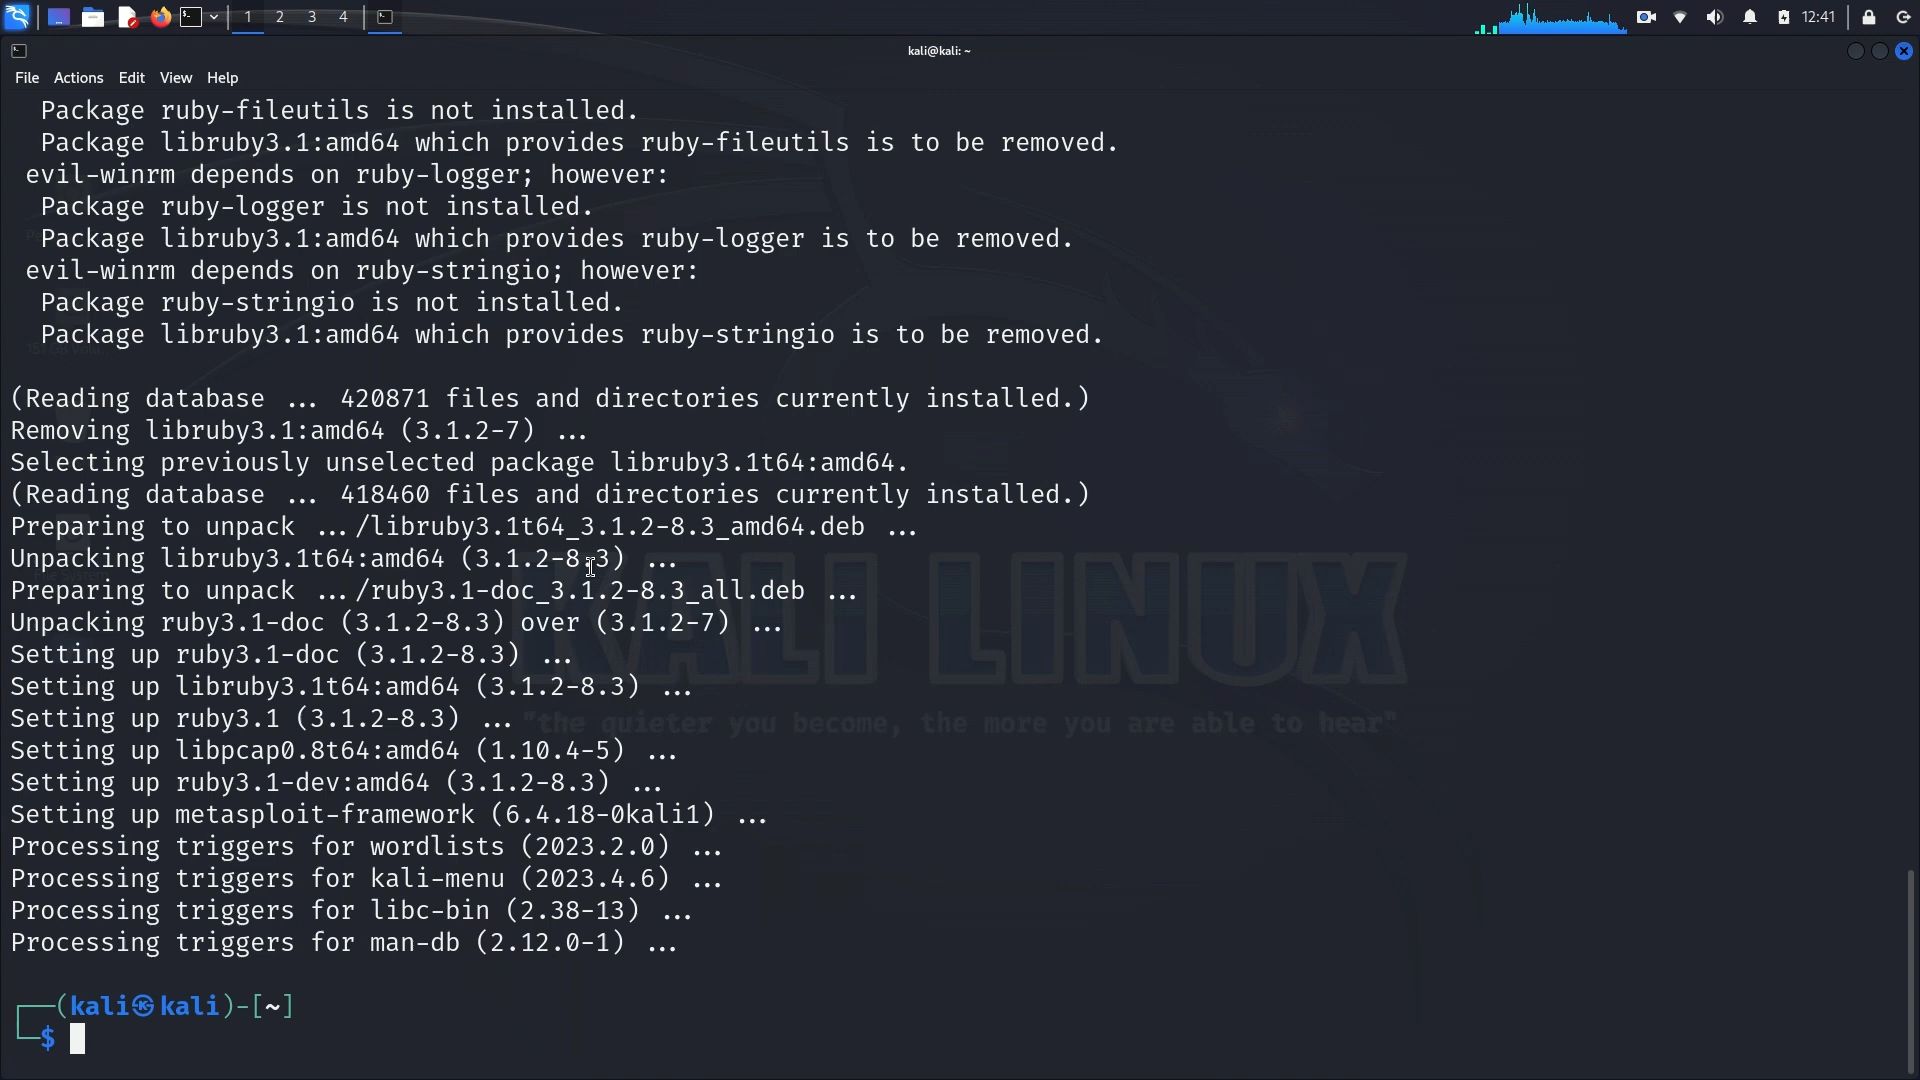 1 2 3 4 12:41
kali@kali: ~
File Actions Edit View Help
Package ruby-fileutils is not installed.
Package libruby3.1:amd64 which provides ruby-fileutils is to be removed.
evil-winrm depends on ruby-logger; however:
Package ruby-logger is not installed.
Package libruby3.1:amd64 which provides ruby-logger is to be removed.
evil-winrm depends on ruby-stringio; however:
Package ruby-stringio is not installed.
Package libruby3.1:amd64 which provides ruby-stringio is to be removed.
(Reading database ... 420871 files and directories currently installed.)
Removing libruby3.1:amd64 (3.1.2-7) ...
Selecting previously unselected package libruby3.1t64:amd64.
(Reading database ... 418460 files and directories currently installed.)
Preparing to unpack .../libruby3.1t64_3.1.2-8.3_amd64.deb ...
Unpacking libruby3.1t64:amd64 (3.1.2-8.3) ...
Preparing to unpack .../ruby3.1-doc_3.1.2-8.3_all.deb ...
Unpacking ruby3.1-doc (3.1.2-8.3) over (3.1.2-7) ...
Setting up ruby3.1-doc (3.1.2-8.3) ...
Setting up libruby3.1t64:amd64 (3.1.2-8.3) ...
Setting up ruby3.1 (3.1.2-8.3) ...
Setting up libpcap0.8t64:amd64 (1.10.4-5) ...
Setting up ruby3.1-dev:amd64 (3.1.2-8.3) ...
Setting up metasploit-framework (6.4.18-0kali1) ...
Processing triggers for wordlists (2023.2.0) ...
Processing triggers for kali-menu (2023.4.6) ...
Processing triggers for libc-bin (2.38-13) ...
Processing triggers for man-db (2.12.0-1) ...
┌──(kali㉿kali)-[~]
└─$
KALI LINUX
"the quieter you become, the more you are able to hear"